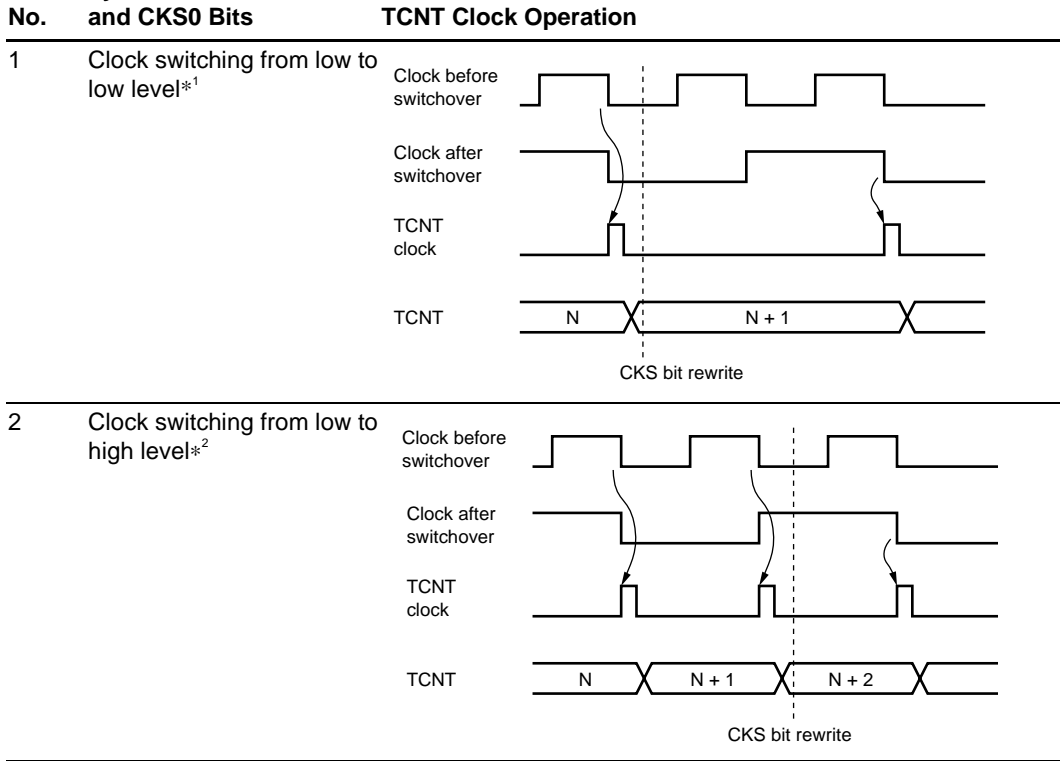 No. and CKS0 Bits TCNT Clock Operation
1 Clock switching from low to
low level*1
Clock before
switchover
Clock after
switchover
TCNT
clock
TCNT N N + 1
CKS bit rewrite
2 Clock switching from low to
high level*2
Clock before
switchover
Clock after
switchover
TCNT
clock
TCNT N N + 1 N + 2
CKS bit rewrite